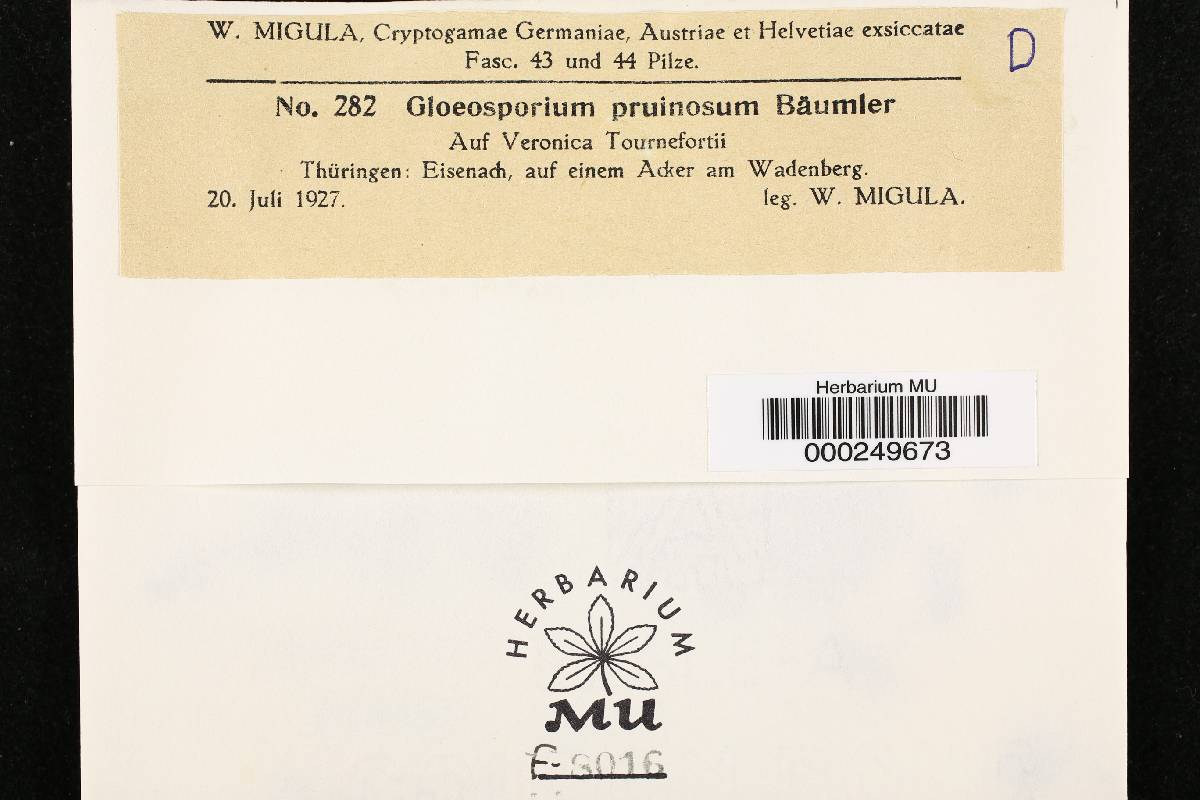 W. MIGULA, Cryptogamae Germaniae, Austriae et Helvetiae exsiccatae
Fasc. 43 und 44 Pilze.
D
No. 282 Gloeosporium pruinosum Bäumler
Auf Veronica Tournefortii
Thüringen: Eisenach, auf einem Acker am Wadenberg.
20. Juli 1927. leg. W. MIGULA.
Herbarium MU
000249673
HERBARIUM
MU
F-6016